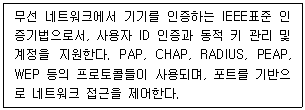 무선 네트워크에서 기기를 인증하는 IEEE표준 인
증기법으로서, 사용자 ID 인증과 동적 키 관리 및
계정을 지원한다. PAP, CHAP, RADIUS, PEAP,
WEP 등의 프로토콜들이 사용되며, 포트를 기반으
로 네트워크 접근을 제어한다.